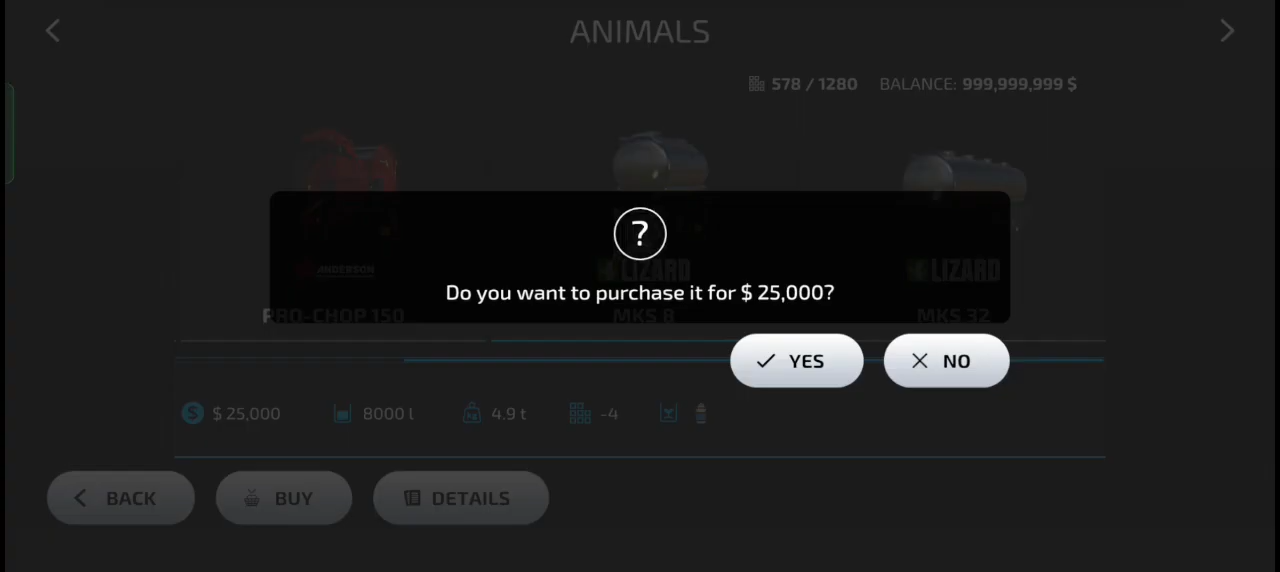 ANIMALS
578 / 1280 BALANCE: 999,999,999 $
?
ANDERSON LIZARD LIZARD
Do you want to purchase it for $ 25,000?
PRO-CHOP 150 MKS 8 MKS 32
YES NO
$ 25,000 8000 l 4.9 t -4
BACK BUY DETAILS